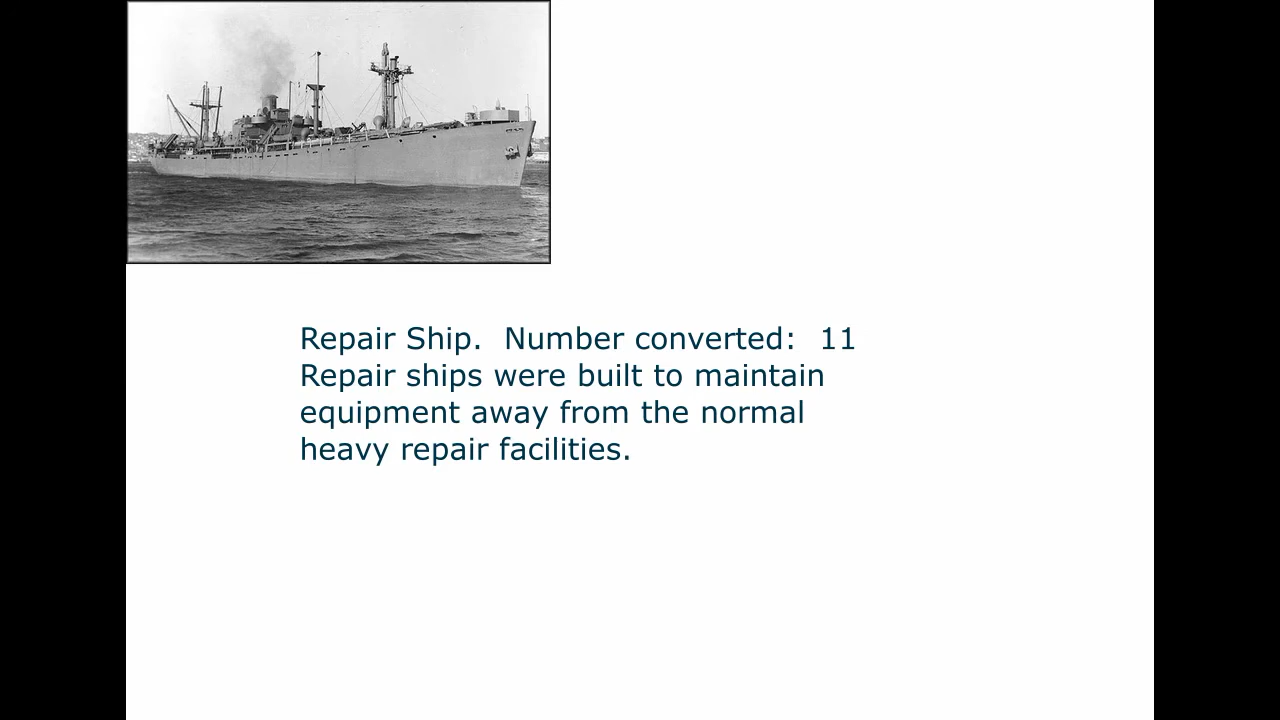 Repair Ship.  Number converted:  11
Repair ships were built to maintain
equipment away from the normal
heavy repair facilities.